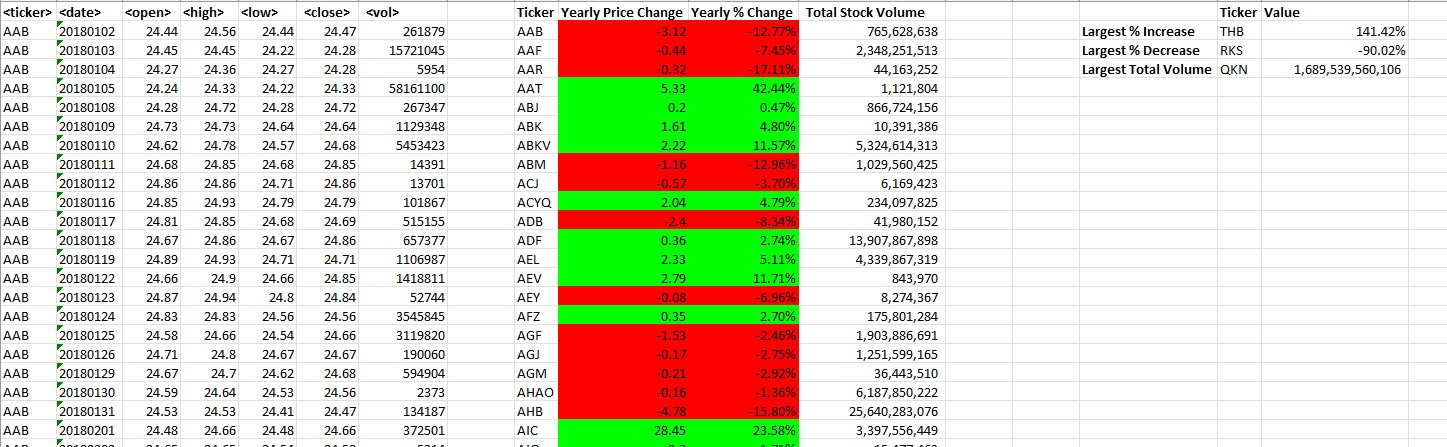 <ticker> <date> <open> <high> <low> <close> <vol> Ticker Yearly Price Change Yearly % Change Total Stock Volume Ticker Value
AAB 20180102 24.44 24.56 24.44 24.47 261879 AAB -3.12 -12.77% 765,628,638 Largest % Increase THB 141.42%
AAB 20180103 24.45 24.45 24.22 24.28 15721045 AAF -0.44 -7.45% 2,348,251,513 Largest % Decrease RKS -90.02%
AAB 20180104 24.27 24.36 24.27 24.28 5954 AAR -0.32 -17.11% 44,163,252 Largest Total Volume QKN 1,689,539,560,106
AAB 20180105 24.24 24.33 24.22 24.33 58161100 AAT 5.33 42.44% 1,121,804
AAB 20180108 24.28 24.72 24.28 24.72 267347 ABJ 0.2 0.47% 866,724,156
AAB 20180109 24.73 24.73 24.64 24.64 1129348 ABK 1.61 4.80% 10,391,386
AAB 20180110 24.62 24.78 24.57 24.68 5453423 ABKV 2.22 11.57% 5,324,614,313
AAB 20180111 24.68 24.85 24.68 24.85 14391 ABM -1.16 -12.96% 1,029,560,425
AAB 20180112 24.86 24.86 24.71 24.86 13701 ACJ -0.57 -3.70% 6,169,423
AAB 20180116 24.85 24.93 24.79 24.79 101867 ACYQ 2.04 4.79% 234,097,825
AAB 20180117 24.81 24.85 24.68 24.69 515155 ADB -2.4 -8.34% 41,980,152
AAB 20180118 24.67 24.86 24.67 24.86 657377 ADF 0.36 2.74% 13,907,867,898
AAB 20180119 24.89 24.93 24.71 24.71 1106987 AEL 2.33 5.11% 4,339,867,319
AAB 20180122 24.66 24.9 24.66 24.85 1418811 AEV 2.79 11.71% 843,970
AAB 20180123 24.87 24.94 24.8 24.84 52744 AEY -0.08 -6.96% 8,274,367
AAB 20180124 24.83 24.83 24.56 24.56 3545845 AFZ 0.35 2.70% 175,801,284
AAB 20180125 24.58 24.66 24.54 24.66 3119820 AGF -1.53 -2.46% 1,903,886,691
AAB 20180126 24.71 24.8 24.67 24.67 190060 AGJ -0.17 -2.75% 1,251,599,165
AAB 20180129 24.67 24.7 24.62 24.68 594904 AGM -0.21 -2.92% 36,443,510
AAB 20180130 24.59 24.64 24.53 24.56 2373 AHAO -0.16 -1.36% 6,187,850,222
AAB 20180131 24.53 24.53 24.41 24.47 134187 AHB -4.78 -15.80% 25,640,283,076
AAB 20180201 24.48 24.66 24.48 24.66 372501 AIC 28.45 23.58% 3,397,556,449